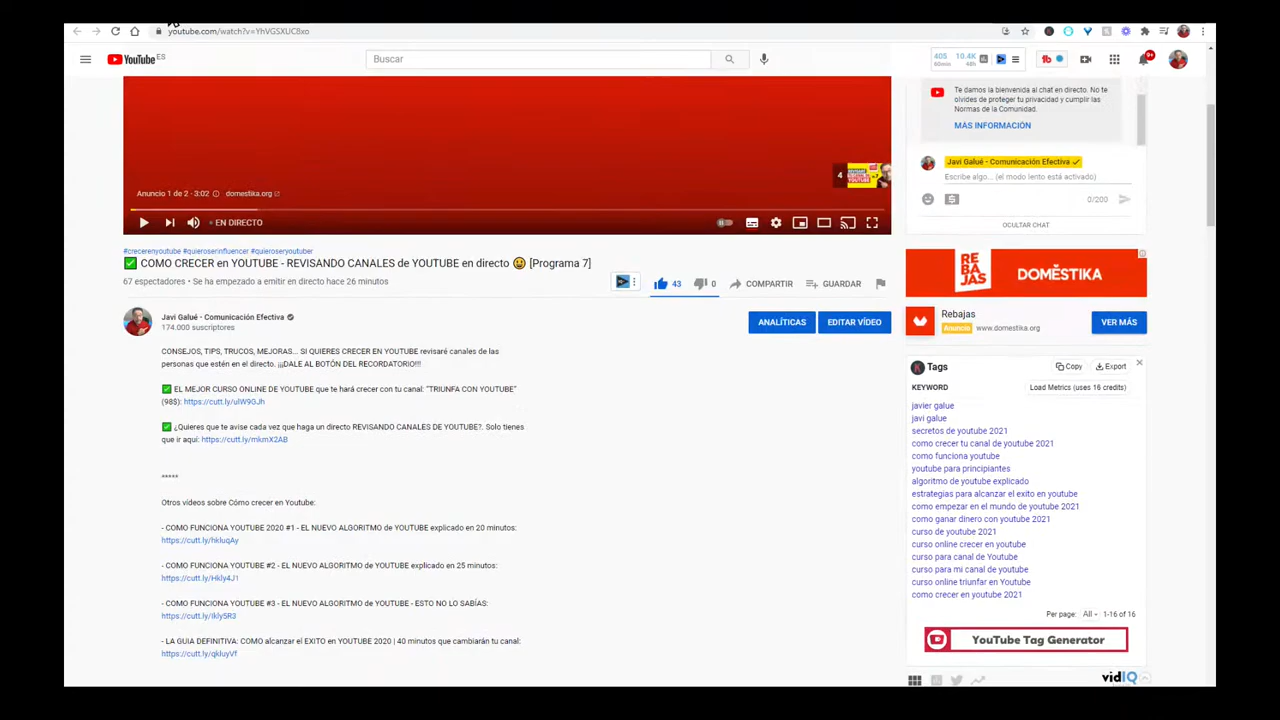 youtube.com/watch?v=YhVGSXUC8xo
YouTube ES
Buscar
405
60min
10.4K
48h
9+
Te damos la bienvenida al chat en directo. No te
olvides de proteger tu privacidad y cumplir las
Normas de la Comunidad.
MÁS INFORMACIÓN
Javi Galué - Comunicación Efectiva
Escribe algo... (el modo lento está activado)
0/200
OCULTAR CHAT
4
Anuncio 1 de 2 · 3:02
domestika.org
EN DIRECTO
#crecerenyoutube #quieroserinfluencer #quieroseryoutuber
✅ COMO CRECER en YOUTUBE - REVISANDO CANALES de YOUTUBE en directo 😀 [Programa 7]
67 espectadores • Se ha empezado a emitir en directo hace 26 minutos
43
0
COMPARTIR
GUARDAR
Javi Galué - Comunicación Efectiva
174.000 suscriptores
ANALÍTICAS
EDITAR VÍDEO
CONSEJOS, TIPS, TRUCOS, MEJORAS... SI QUIERES CRECER EN YOUTUBE revisaré canales de las
personas que estén en el directo. ¡¡¡DALE AL BOTÓN DEL RECORDATORIO!!!
✅ EL MEJOR CURSO ONLINE DE YOUTUBE que te hará crecer con tu canal: "TRIUNFA CON YOUTUBE"
(98$): https://cutt.ly/ulW9GJh
✅ ¿Quieres que te avise cada vez que haga un directo REVISANDO CANALES DE YOUTUBE?. Solo tienes
que ir aquí: https://cutt.ly/mkmX2AB
*****
Otros vídeos sobre Cómo crecer en Youtube:
- COMO FUNCIONA YOUTUBE 2020 #1 - EL NUEVO ALGORITMO de YOUTUBE explicado en 20 minutos:
https://cutt.ly/hkluqAy
- COMO FUNCIONA YOUTUBE #2 - EL NUEVO ALGORITMO de YOUTUBE explicado en 25 minutos:
https://cutt.ly/Hkly4J1
- COMO FUNCIONA YOUTUBE #3 - EL NUEVO ALGORITMO de YOUTUBE - ESTO NO LO SABÍAS:
https://cutt.ly/Ikly5R3
- LA GUIA DEFINITIVA: COMO alcanzar el EXITO en YOUTUBE 2020 | 40 minutos que cambiarán tu canal:
https://cutt.ly/qkluyVf
REBAJAS
DOMESTIKA
Rebajas
Anuncio www.domestika.org
VER MÁS
Tags
Copy
Export
KEYWORD
Load Metrics (uses 16 credits)
javier galue
javi galue
secretos de youtube 2021
como crecer tu canal de youtube 2021
como funciona youtube
youtube para principiantes
algoritmo de youtube explicado
estrategias para alcanzar el exito en youtube
como empezar en el mundo de youtube 2021
como ganar dinero con youtube 2021
curso de youtube 2021
curso online crecer en youtube
curso para canal de Youtube
curso para mi canal de youtube
curso online triunfar en Youtube
como crecer en youtube 2021
Per page: All 1-16 of 16
YouTube Tag Generator
vidIQ